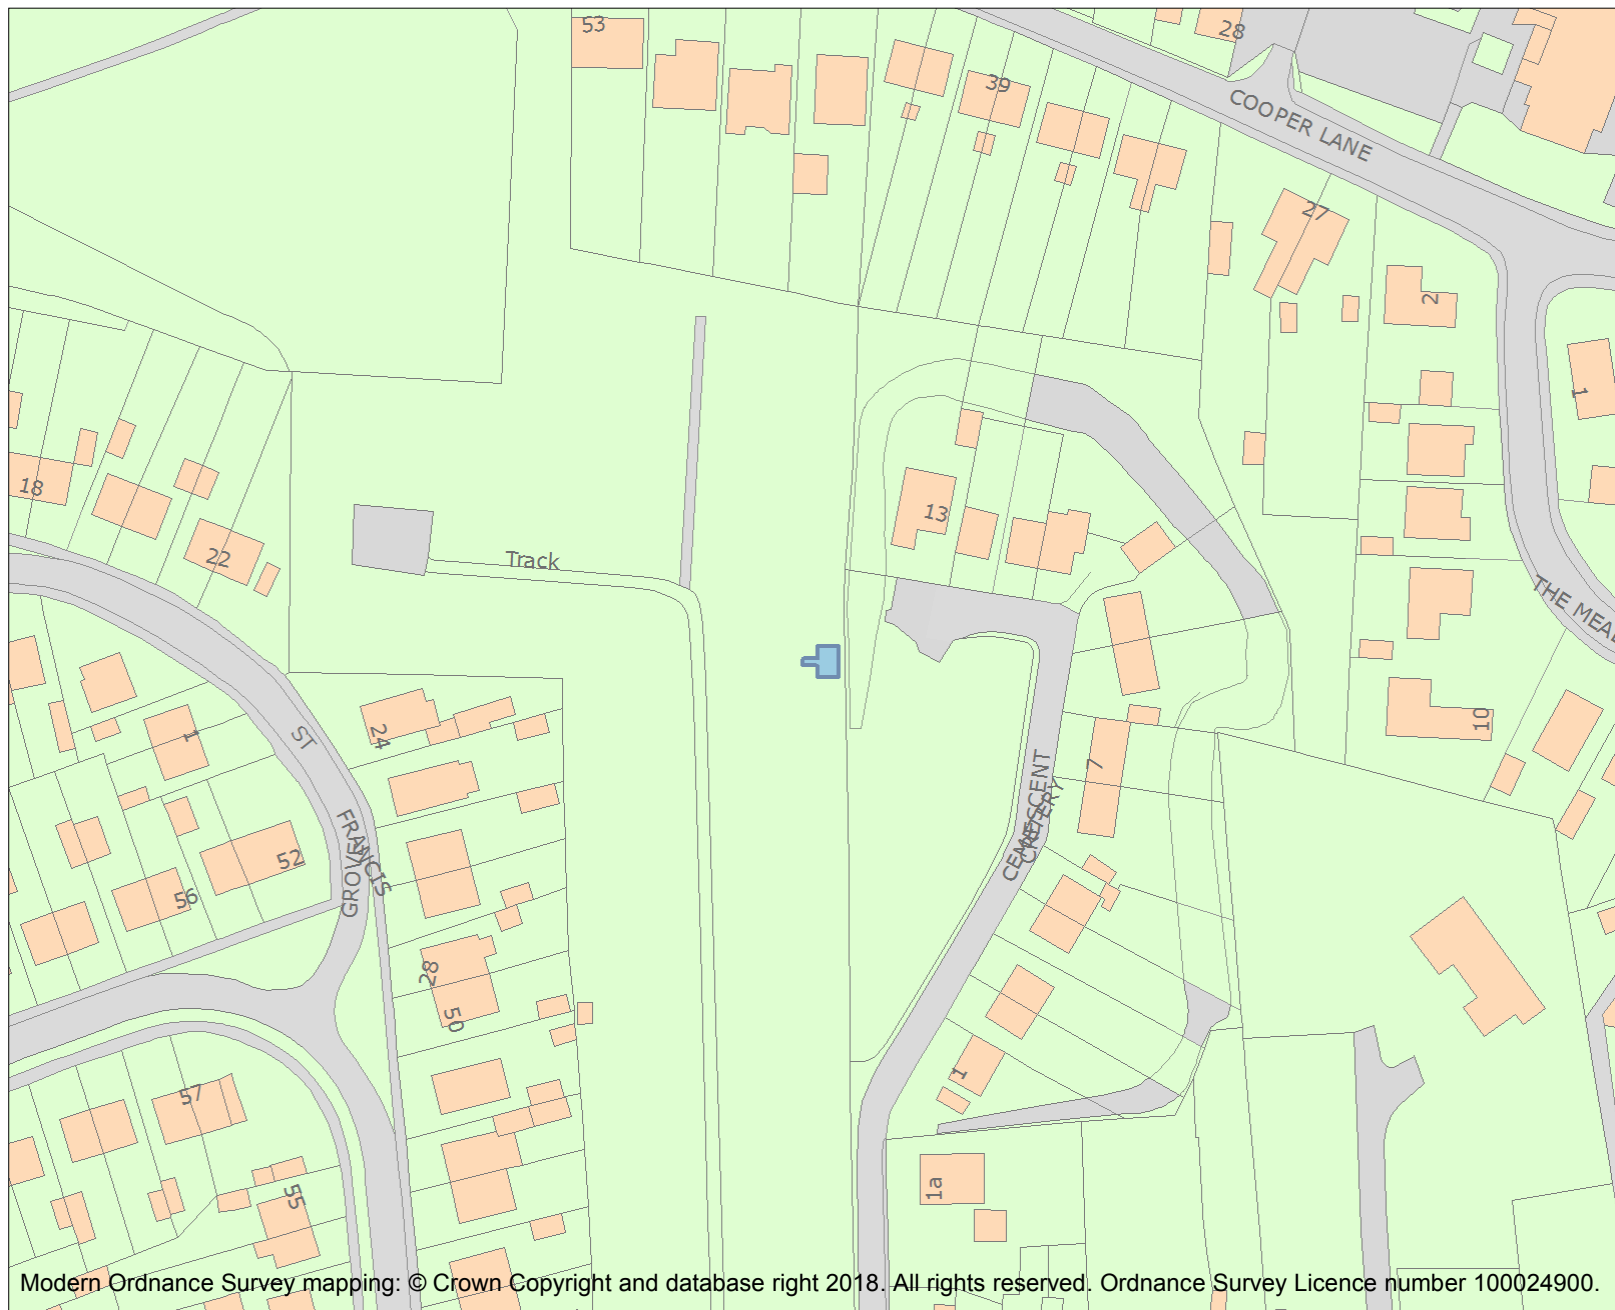 53
28
39
COOPER LANE
27
2
1
18
13
22
Track
THE MEA
10
24
1
ST
7
CRESCENT
CEMETERY
FRANCIS
GROVE
52
56
28
50
1
57
1a
55
Modern Ordnance Survey mapping: © Crown Copyright and database right 2018. All rights reserved. Ordnance Survey Licence number 100024900.